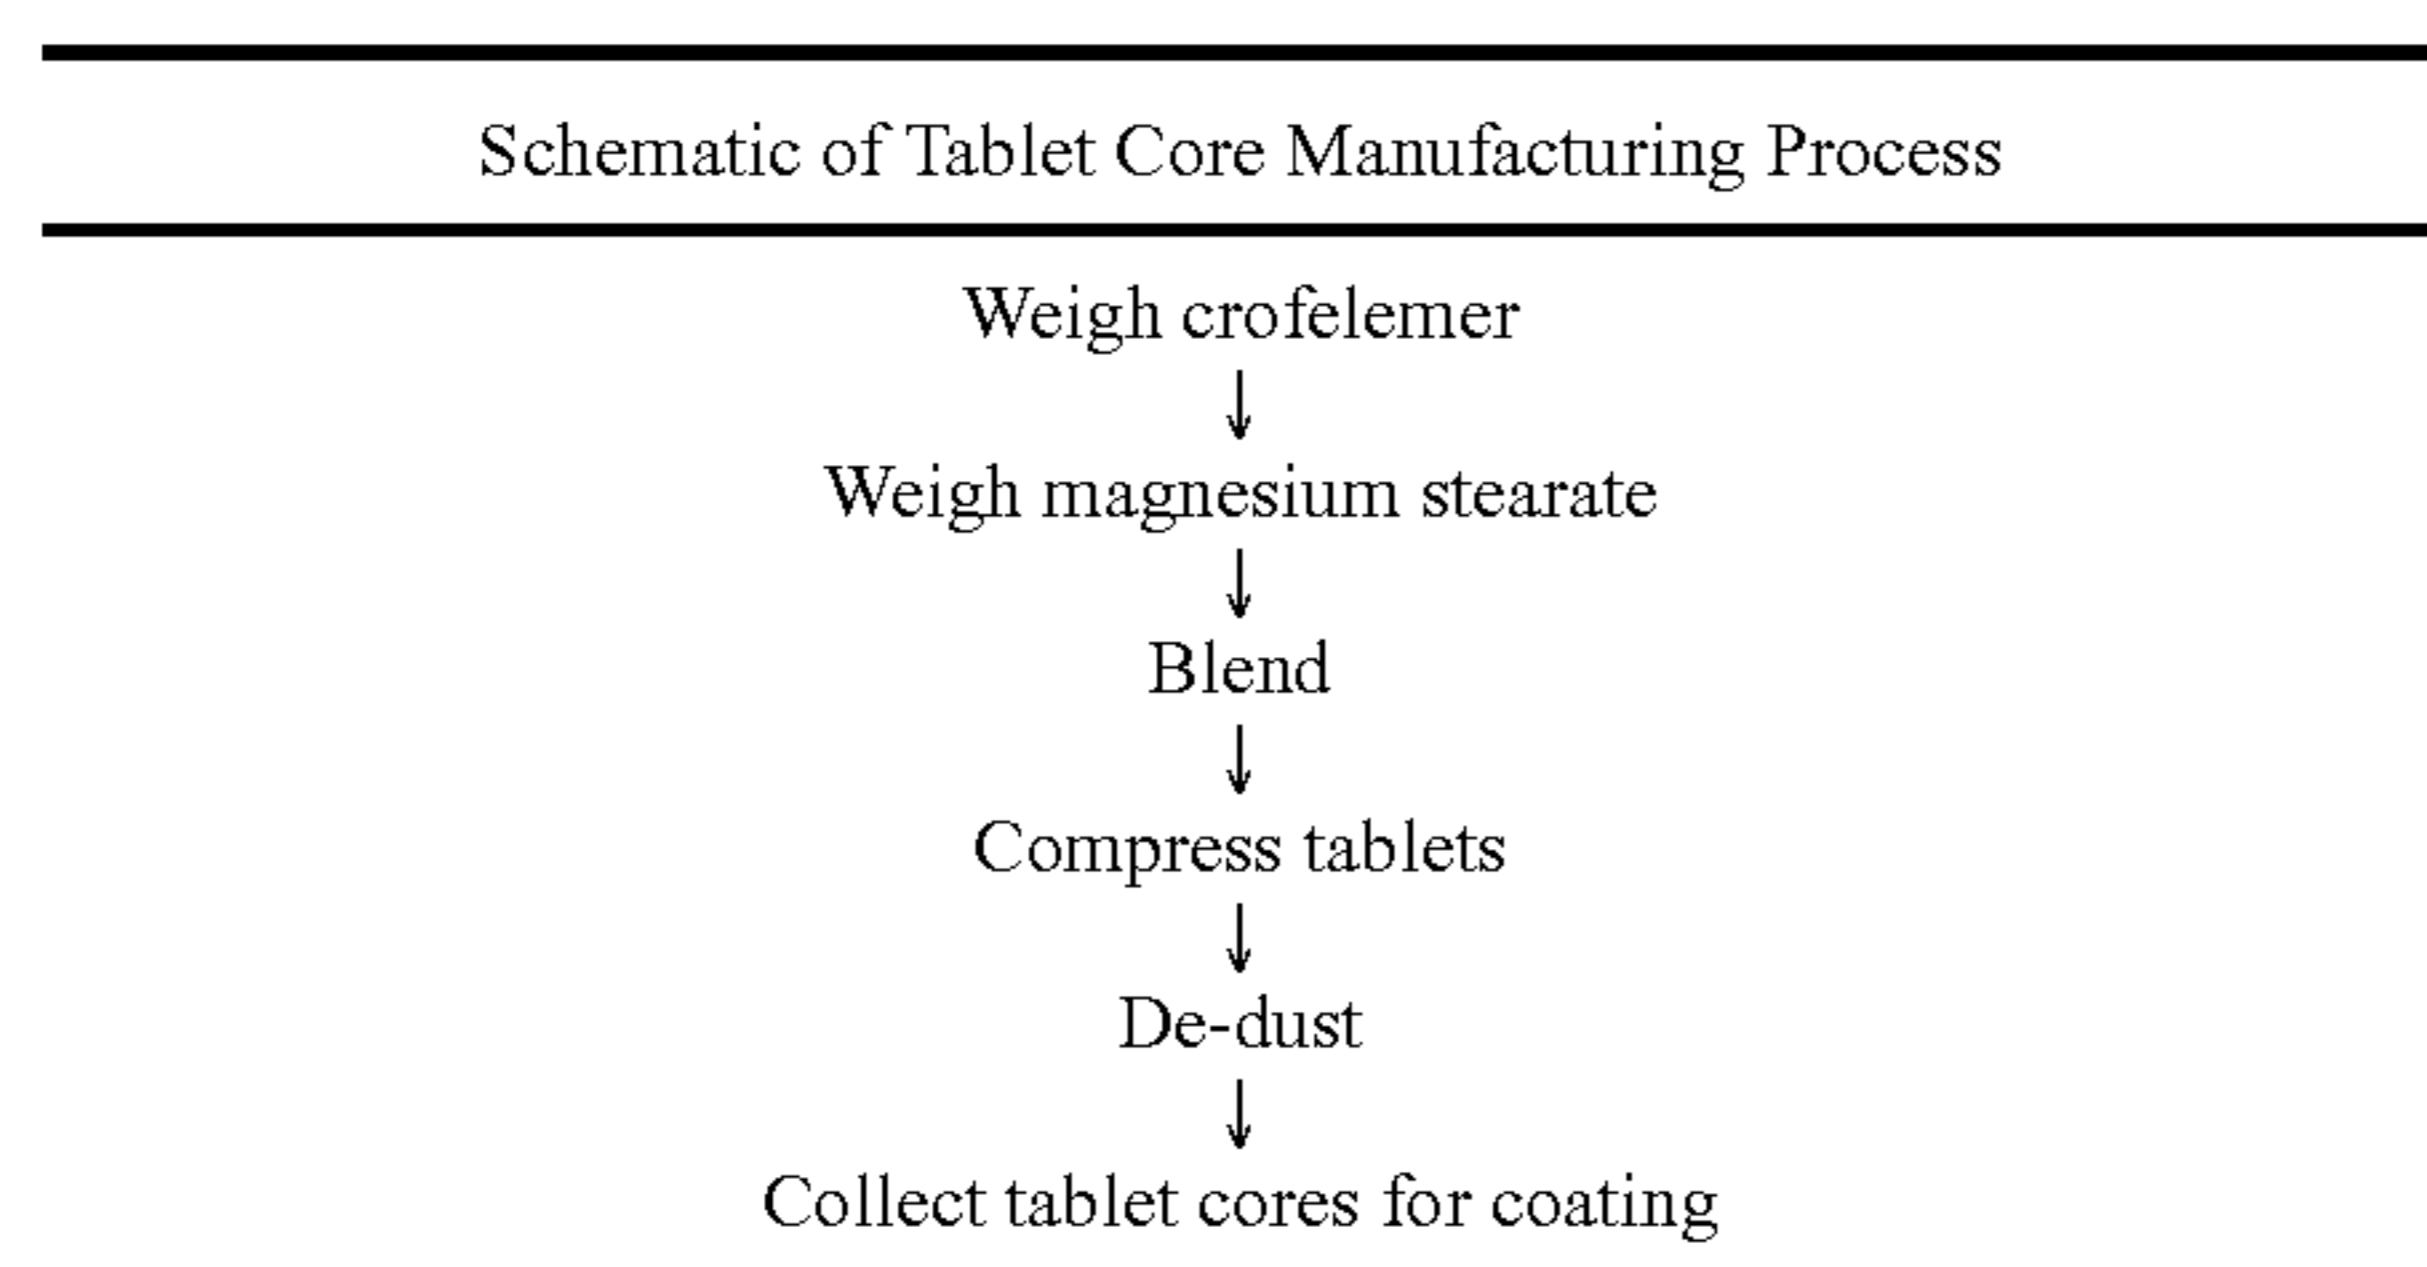 Schematic of Tablet Core Manufacturing Process
Weigh crofelemer
↓
Weigh magnesium stearate
↓
Blend
↓
Compress tablets
↓
De-dust
↓
Collect tablet cores for coating